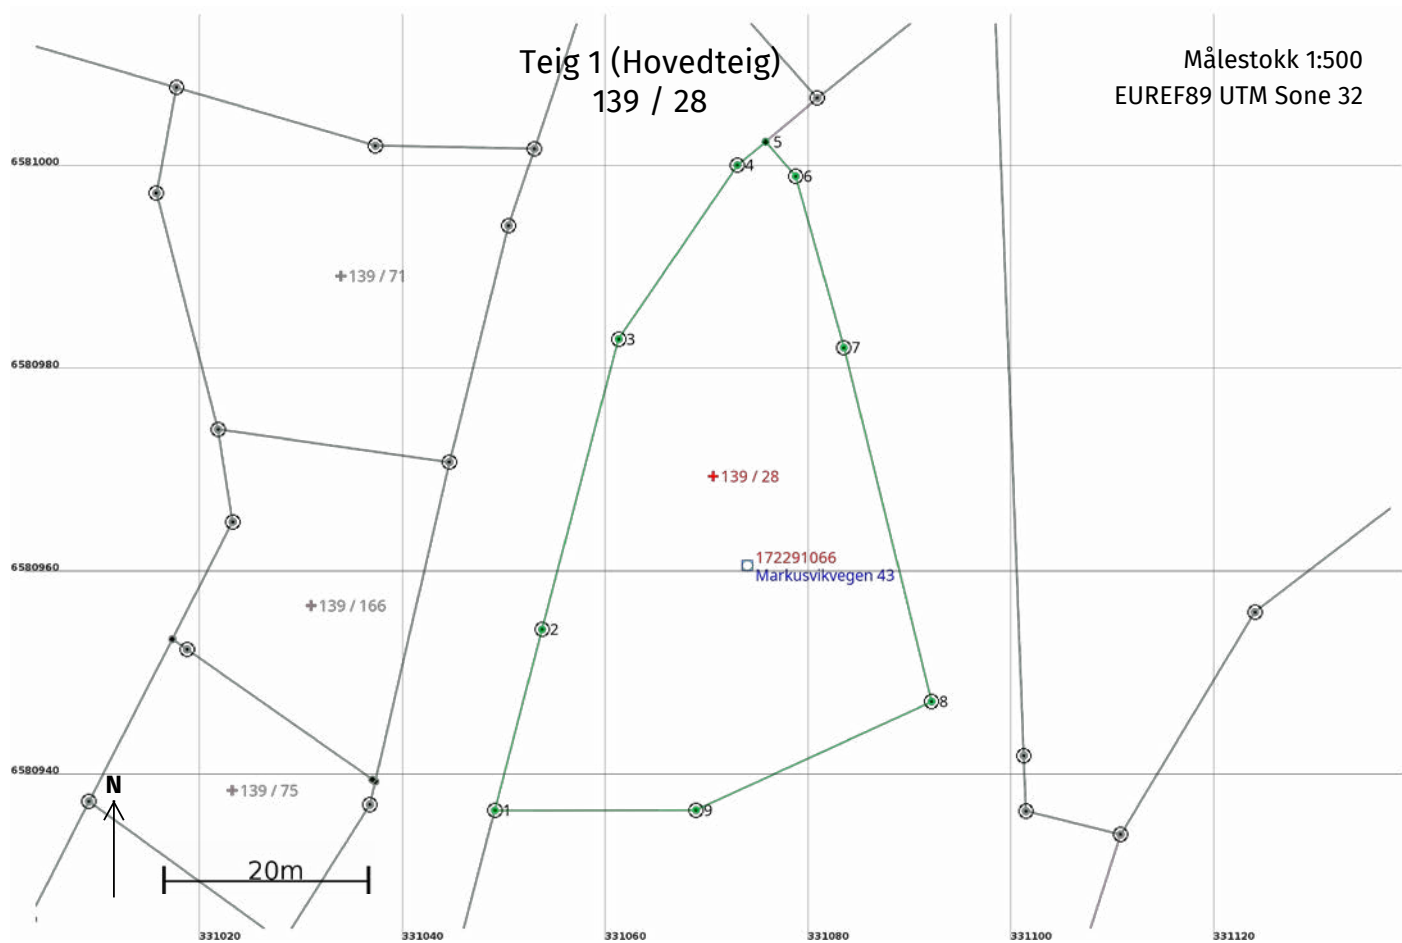 Teig 1 (Hovedteig)
139 / 28
Målestokk 1:500
EUREF89 UTM Sone 32
5
6581000
4
6
139 / 71
3
7
6580980
139 / 28
172291066
Markusvikvegen 43
6580960
139 / 166
2
8
6580940
N
139 / 75
1
9
20m
331020
331040
331060
331080
331100
331120